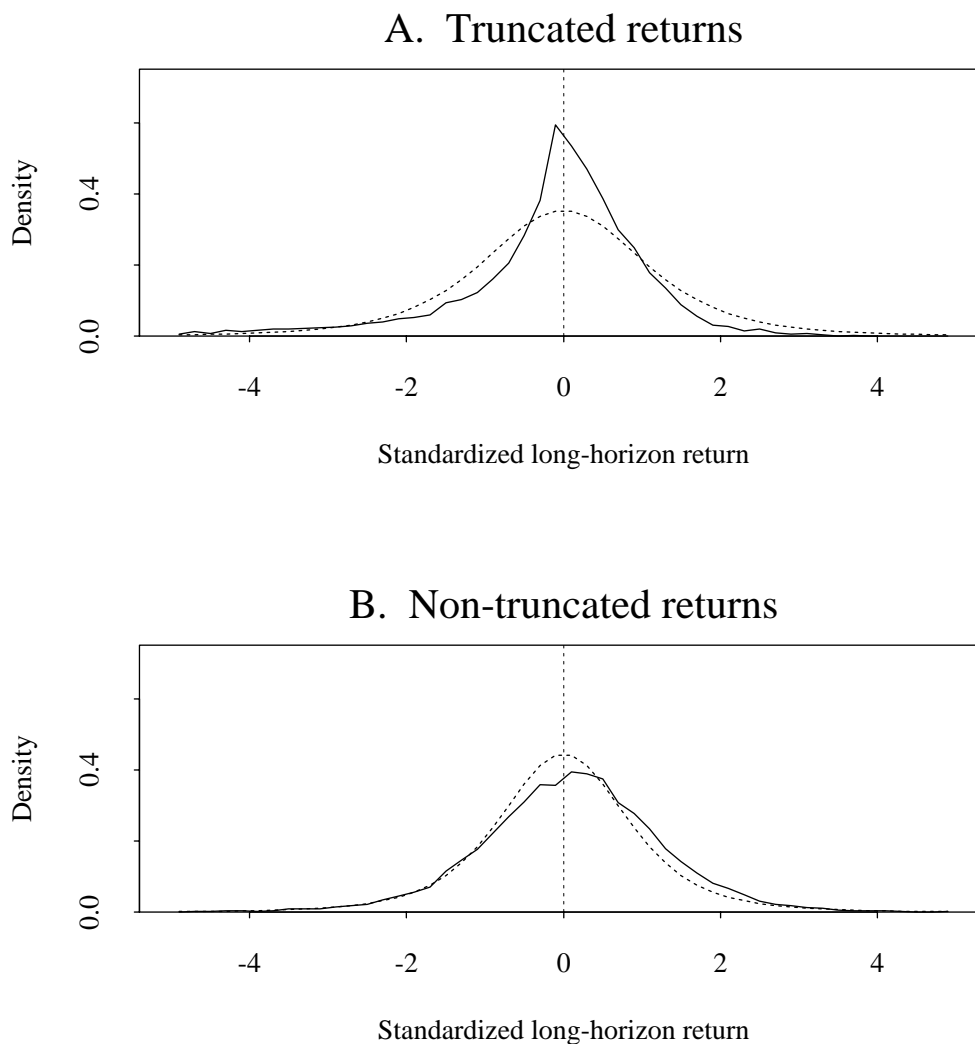 A. Truncated returns
Density
0.4
0.0
-4 -2 0 2 4
Standardized long-horizon return
B. Non-truncated returns
Density
0.4
0.0
-4 -2 0 2 4
Standardized long-horizon return